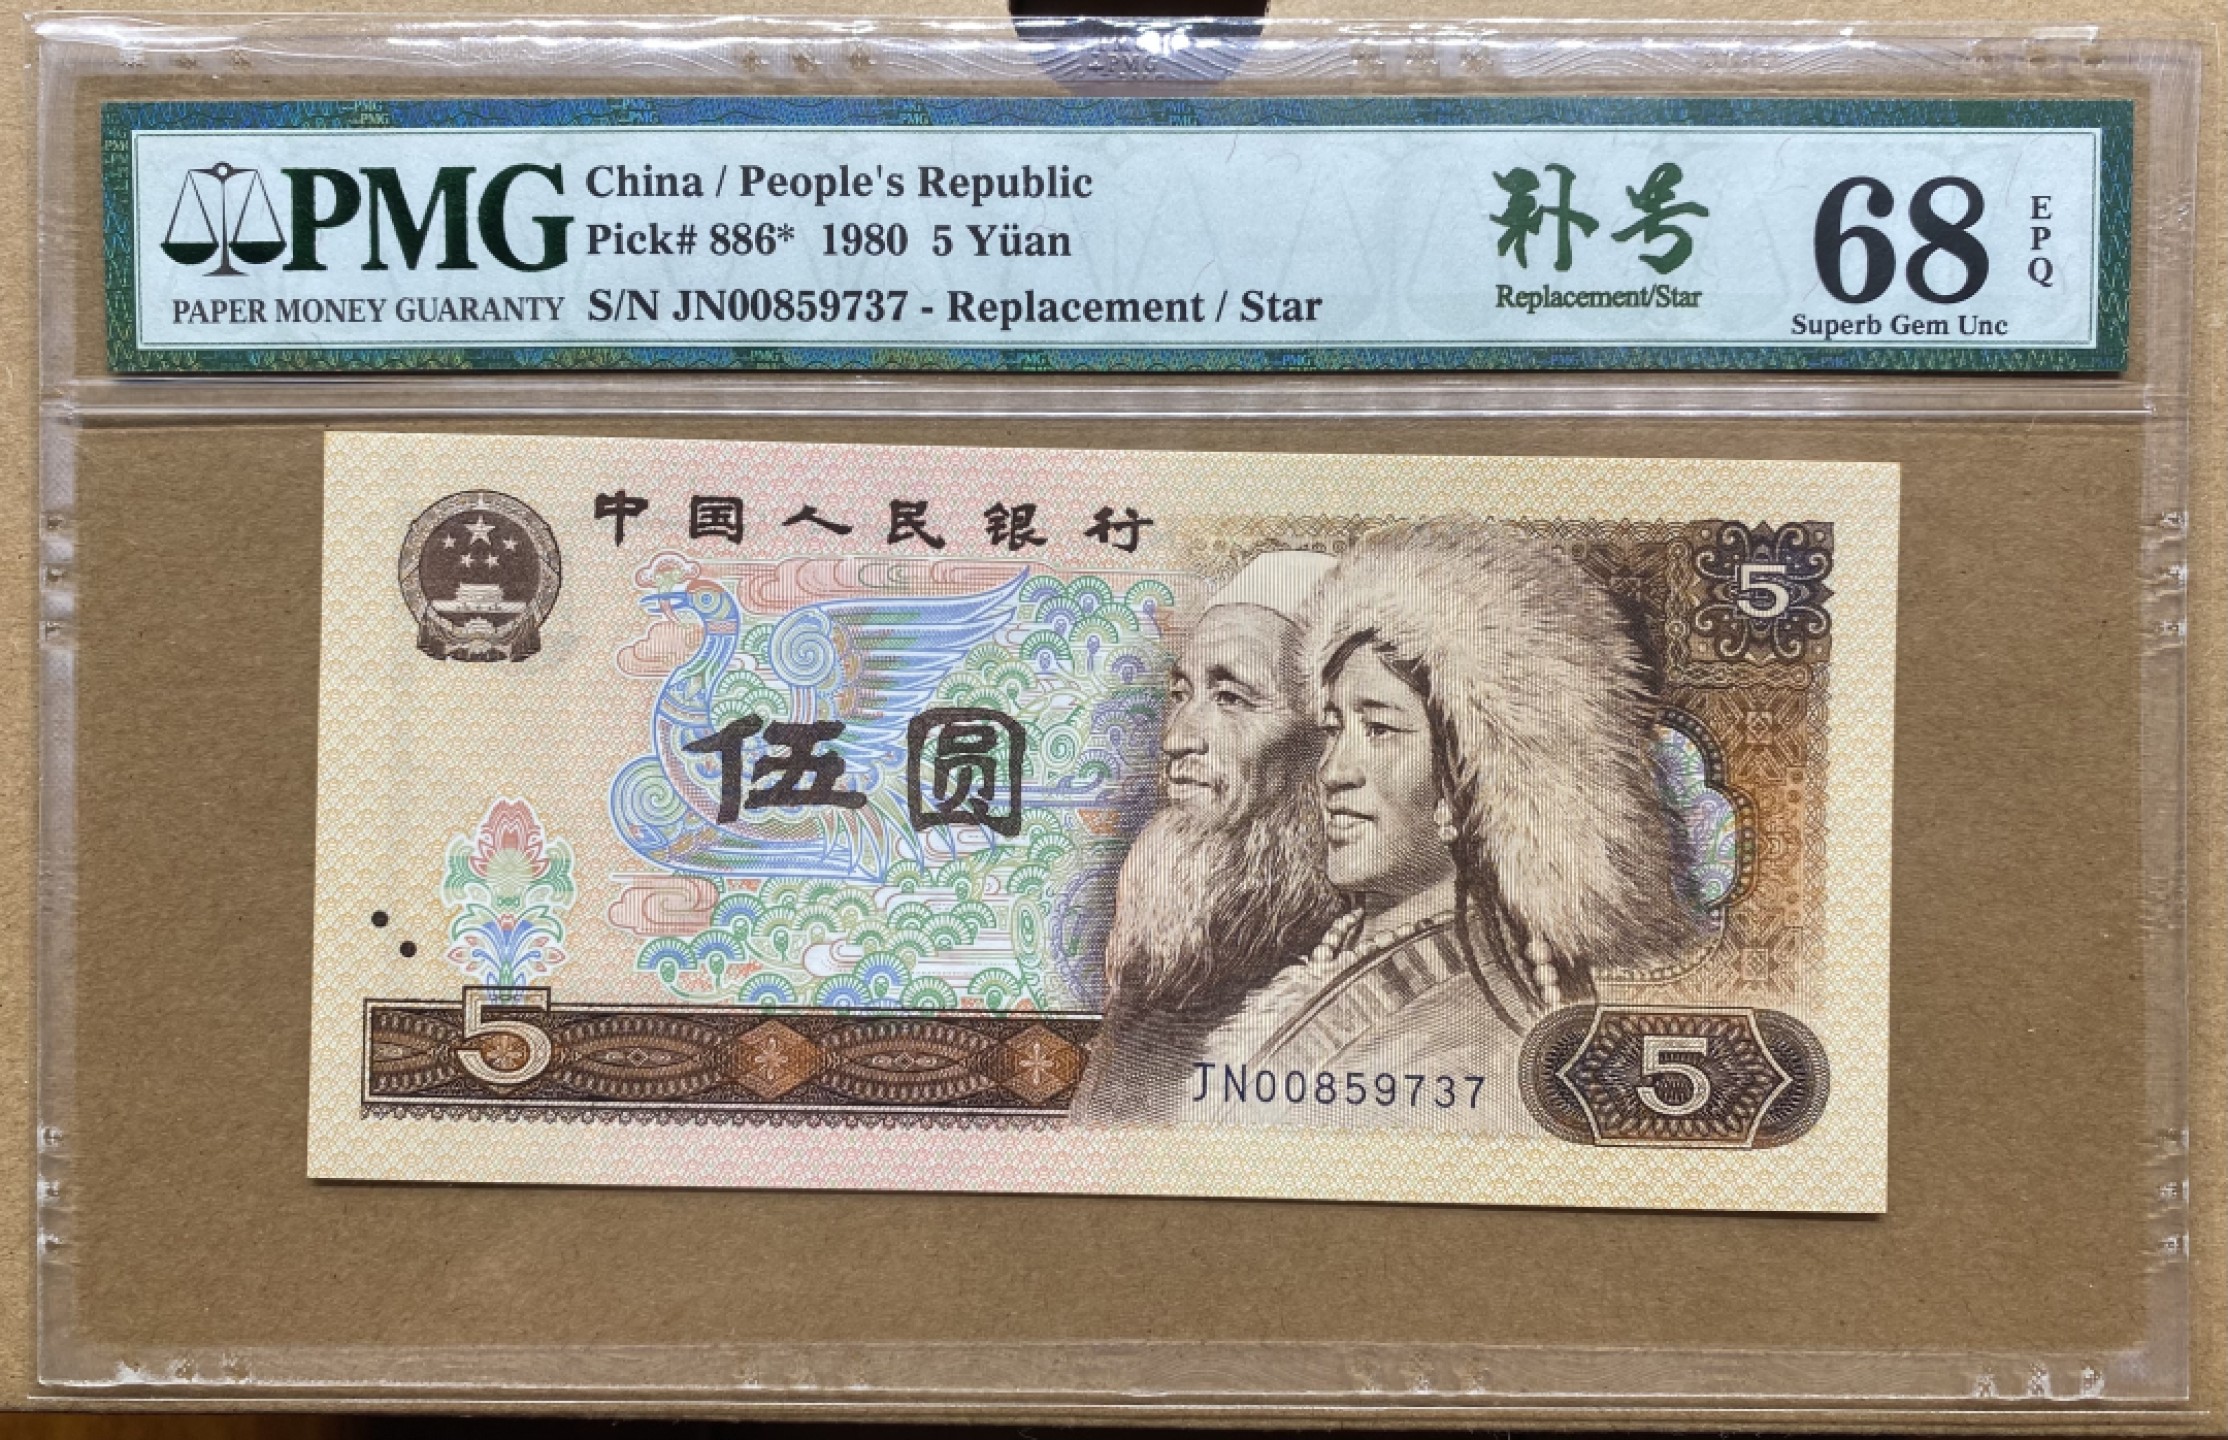 PMG
PAPER MONEY GUARANTY
China / People's Republic
Pick# 886* 1980 5 Yüan
S/N JN00859737 - Replacement / Star
补号
Replacement/Star
68
EPQ
Superb Gem Unc
中国人民银行
5
伍圆
5
JN00859737
5